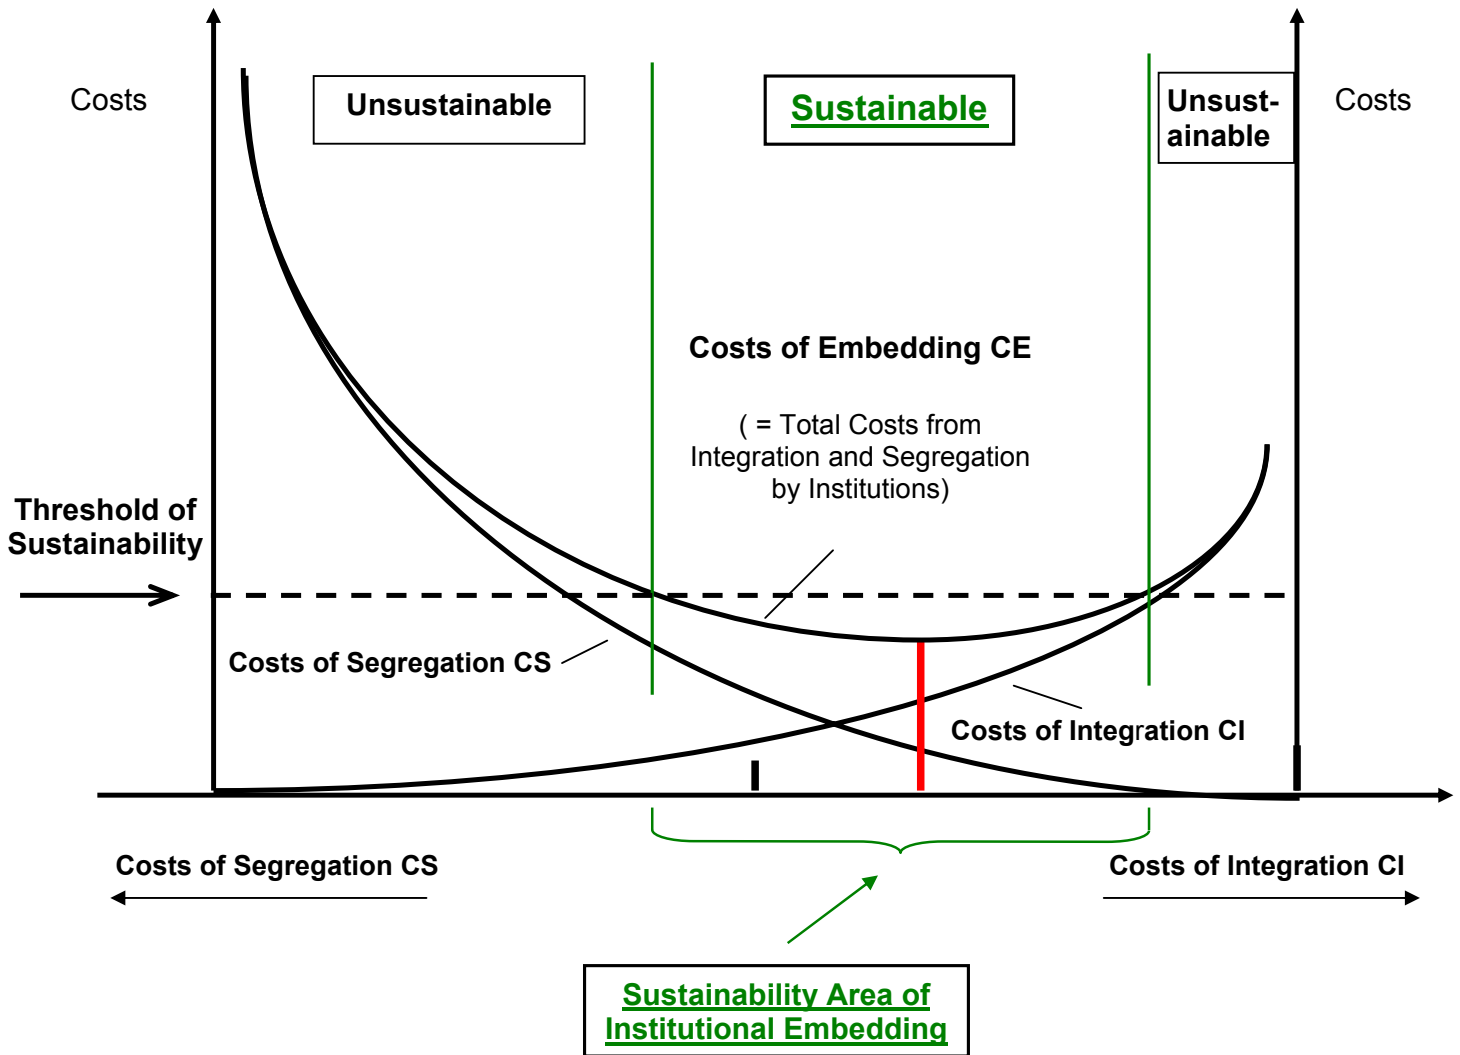 Costs
Unsustainable
Sustainable
Unsust-
ainable
Costs
Costs of Embedding CE
( = Total Costs from
Integration and Segregation
by Institutions)
Threshold of
Sustainability
Costs of Segregation CS
Costs of Integration CI
Costs of Segregation CS
Costs of Integration CI
Sustainability Area of
Institutional Embedding